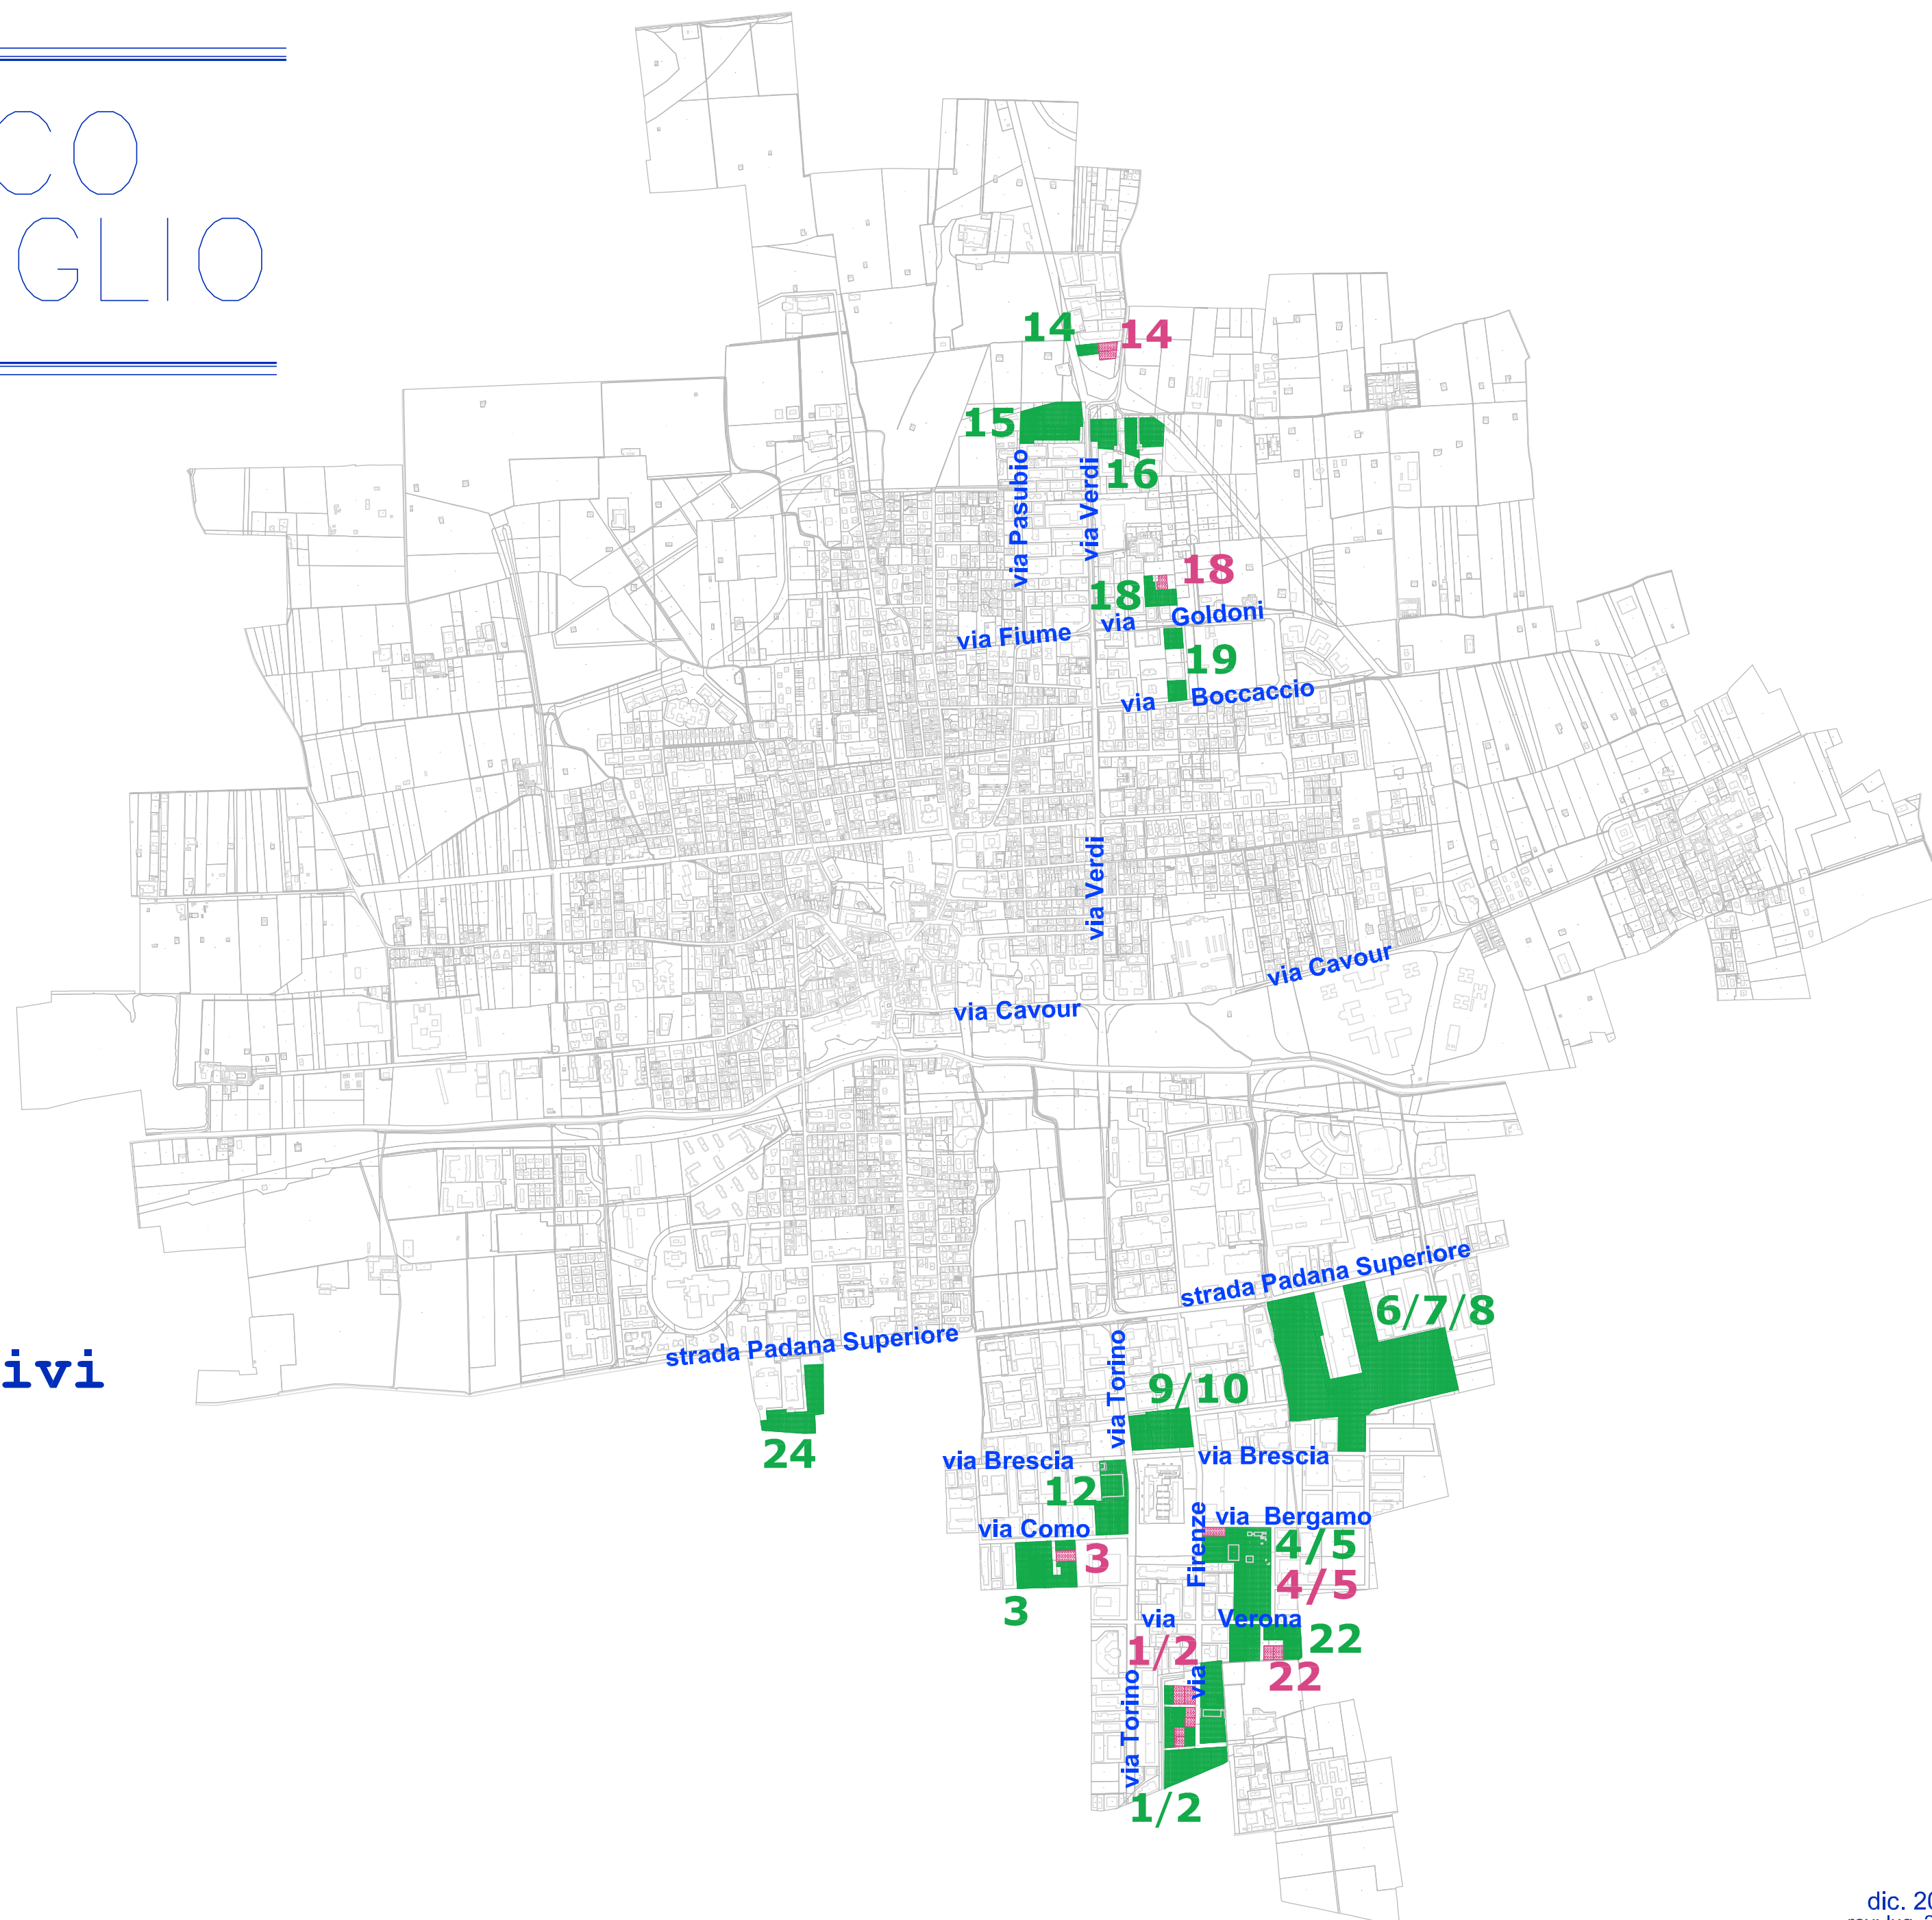 CO
GLIO
14 14
15
16
via Pasubio
via Verdi
18
18
via Fiume
via Goldoni
19
via Boccaccio
via Verdi
via Cavour
via Cavour
strada Padana Superiore
6/7/8
strada Padana Superiore
ivi
via Torino
9/10
24
via Brescia
via Brescia
12
via Como
via Bergamo
3
4/5
4/5
via Firenze
3
via Verona
22
1/2
22
via Torino
1/2
dic. 20